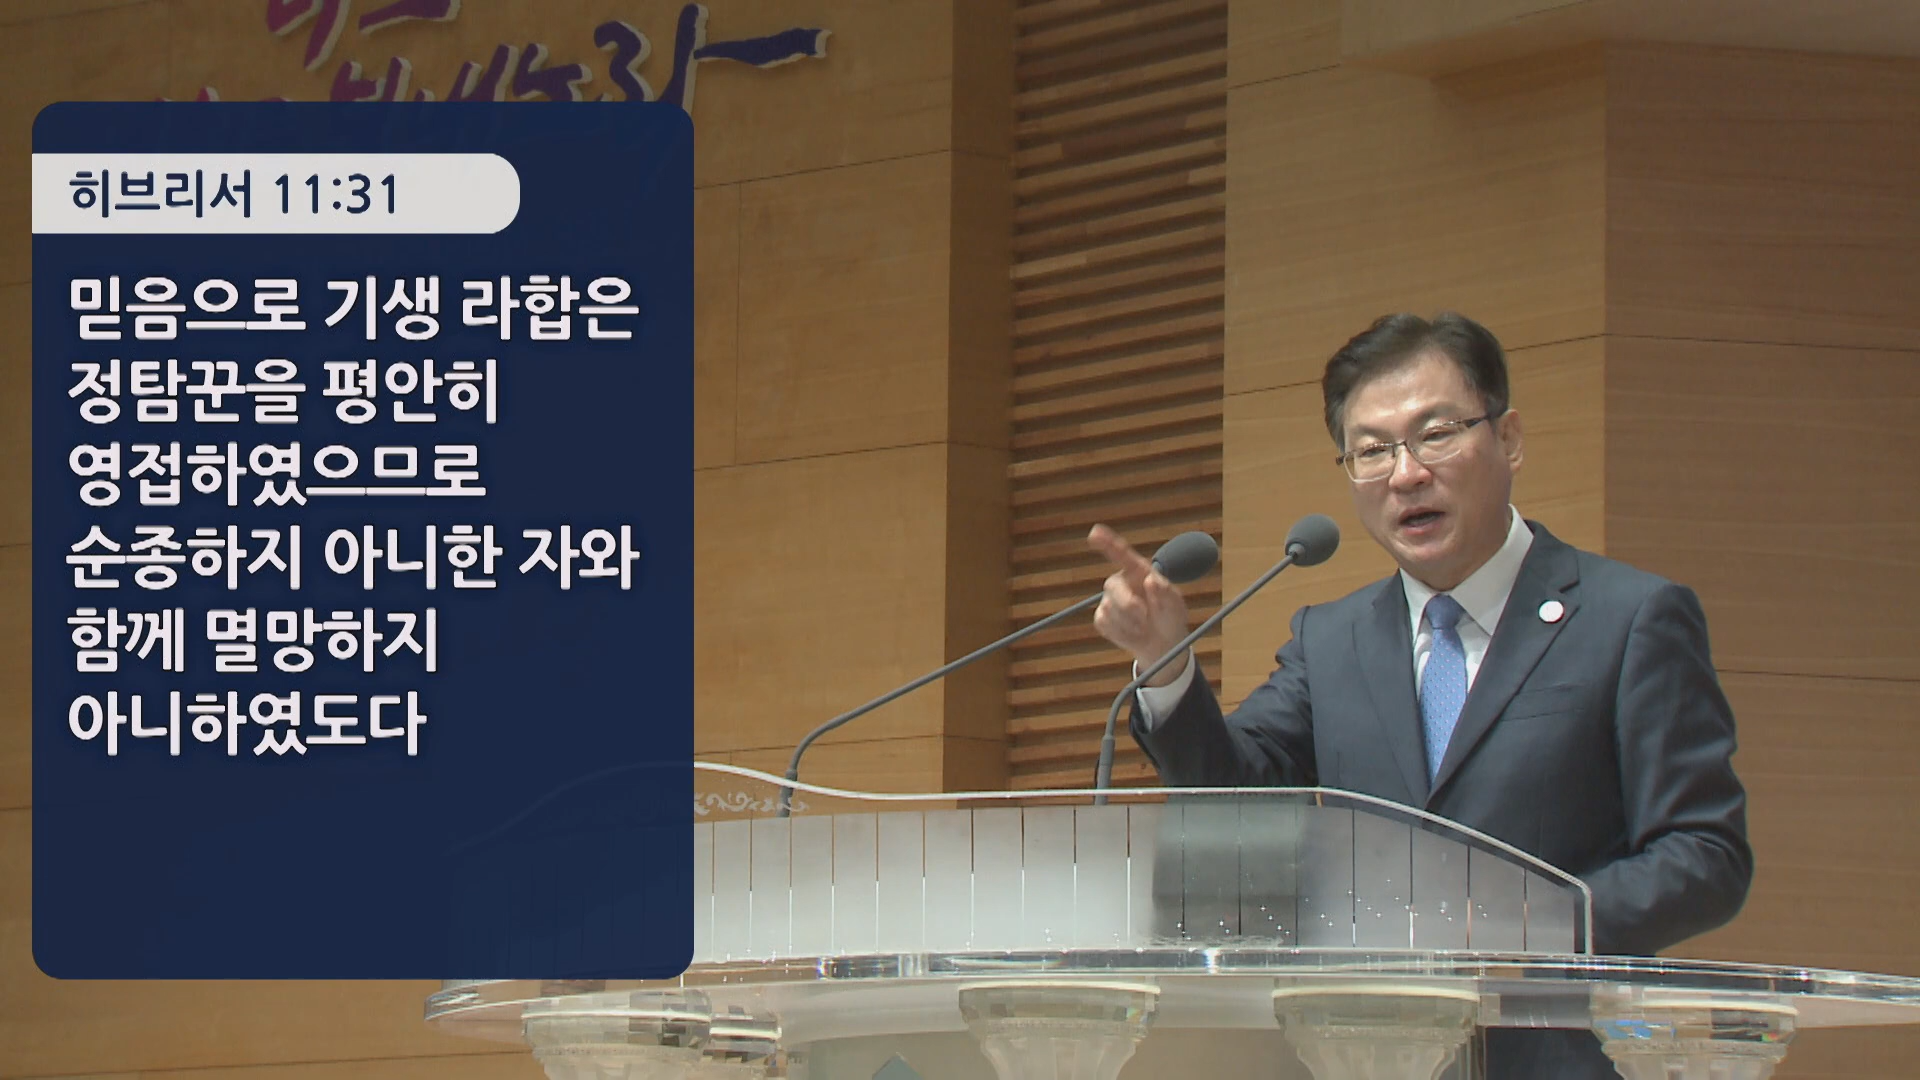 히브리서 11:31
믿음으로 기생 라합은
정탐꾼을 평안히
영접하였으므로
순종하지 아니한 자와
함께 멸망하지
아니하였도다